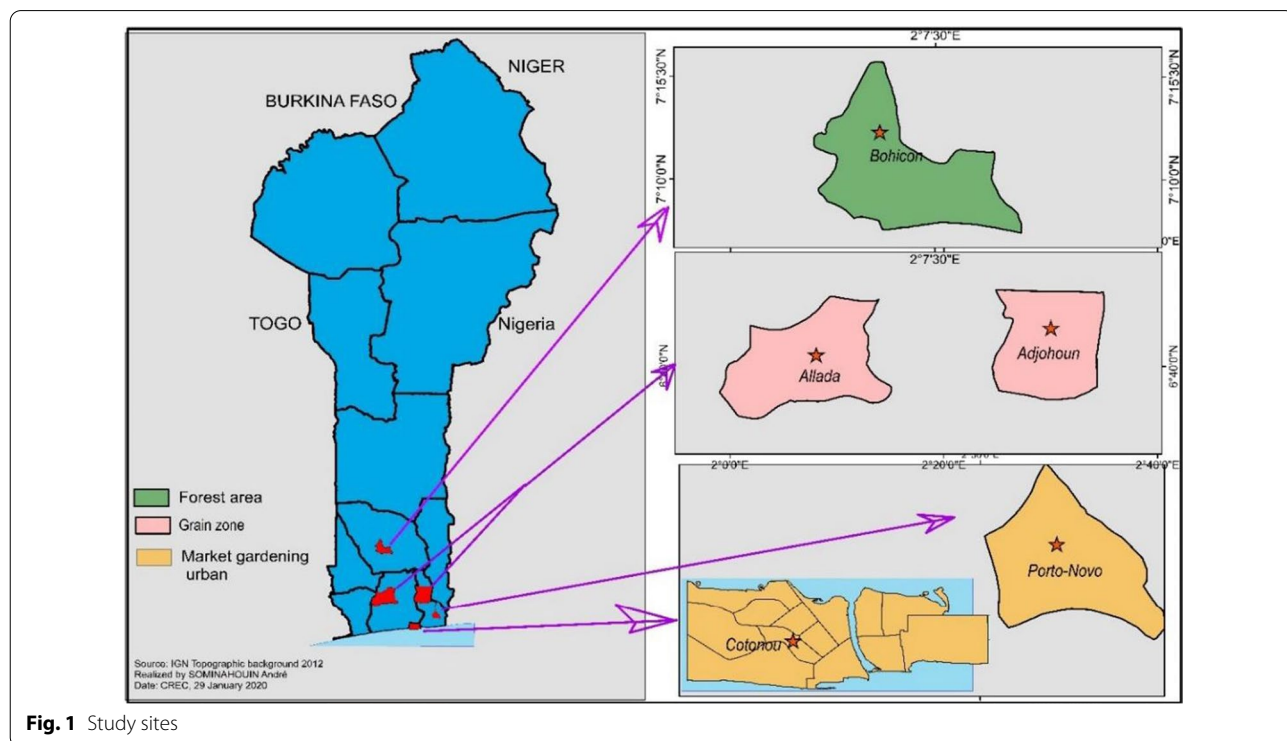 NIGER
BURKINA FASO
TOGO
Nigeria
Forest area
Grain zone
Market gardening
urban
Source: IGN Topographic background 2012
Realized by SOMINAHOUIN André
Date: CREC, 29 January 2020
2°7'30"E
7°15'30"N
7°15'30"N
Bohicon
7°10'0"N
7°10'0"N
0"E
2°7'30"E
Allada
Adjohoun
0"N
6°40'0"N
2°0'0"E
2°20'0"E
2°40'0"E
Porto-Novo
Cotonou
Fig. 1 Study sites